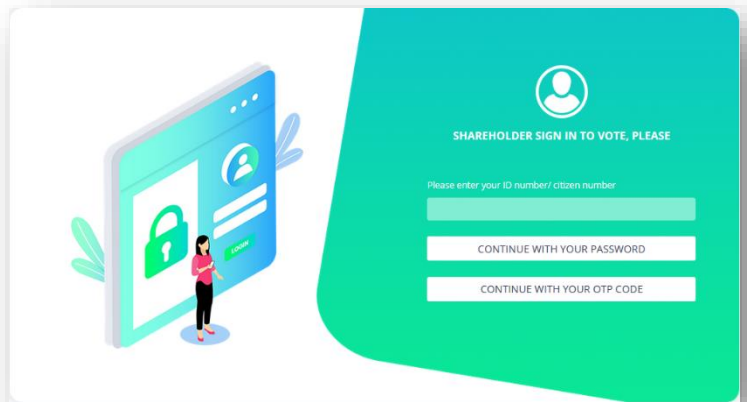 LOGIN
SHAREHOLDER SIGN IN TO VOTE, PLEASE
Please enter your ID number/ citizen number
CONTINUE WITH YOUR PASSWORD
CONTINUE WITH YOUR OTP CODE